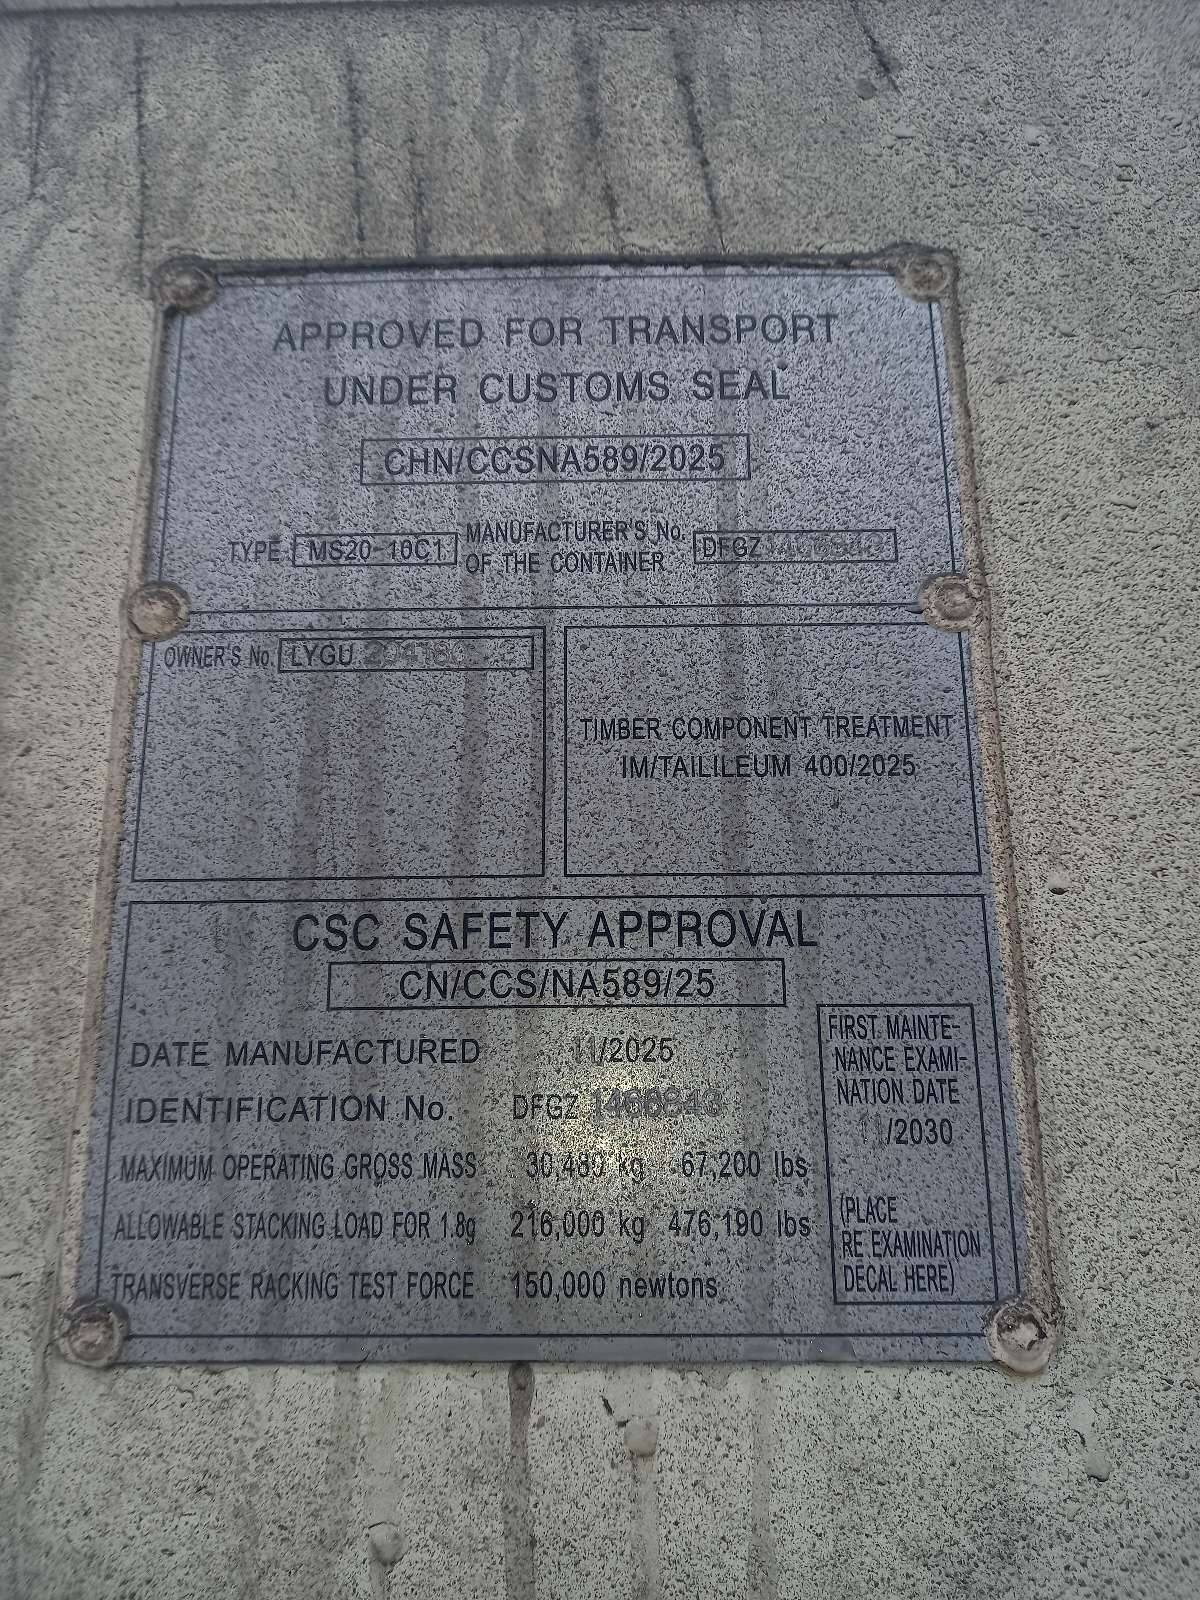 APPROVED FOR TRANSPORT
UNDER CUSTOMS SEAL
CHN/CCSNA589/2025
TYPE MS20-10C1 MANUFACTURER'S No. OF THE CONTAINER DFGZ
OWNER'S No. LYGU
TIMBER COMPONENT TREATMENT
IM/TAILILEUM 400/2025
CSC SAFETY APPROVAL
CN/CCS/NA589/25
DATE MANUFACTURED 11/2025
IDENTIFICATION No. DFGZ
MAXIMUM OPERATING GROSS MASS 30,480 kg 67,200 lbs
ALLOWABLE STACKING LOAD FOR 1.8g 216,000 kg 476,190 lbs
TRANSVERSE RACKING TEST FORCE 150,000 newtons
FIRST MAINTE-
NANCE EXAMI-
NATION DATE
11/2030
(PLACE
RE EXAMINATION
DECAL HERE)